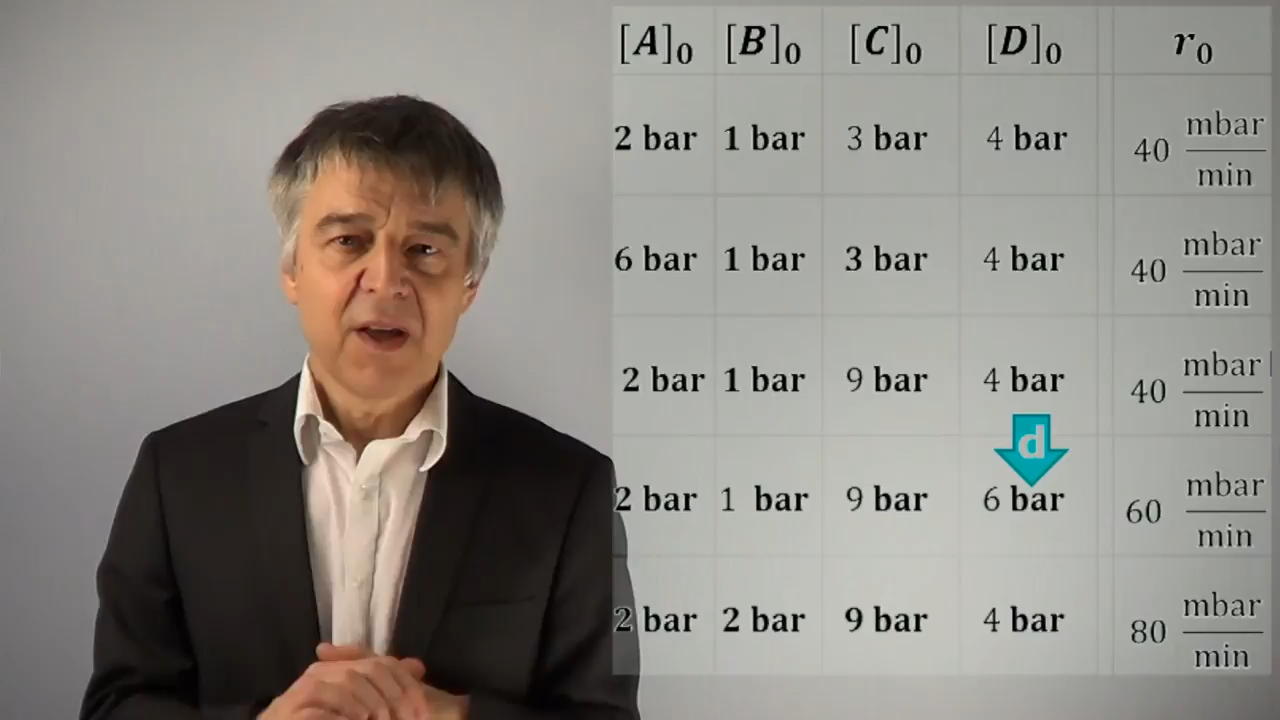 [A]₀ [B]₀ [C]₀ [D]₀ r₀
2 bar 1 bar 3 bar 4 bar 40 mbar/min
6 bar 1 bar 3 bar 4 bar 40 mbar/min
2 bar 1 bar 9 bar 4 bar 40 mbar/min
d
2 bar 1 bar 9 bar 6 bar 60 mbar/min
2 bar 2 bar 9 bar 4 bar 80 mbar/min